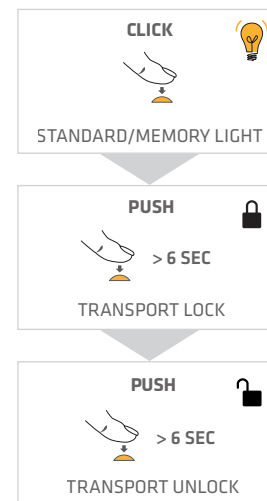 CLICK
STANDARD/MEMORY LIGHT
PUSH
> 6 SEC
TRANSPORT LOCK
PUSH
> 6 SEC
TRANSPORT UNLOCK